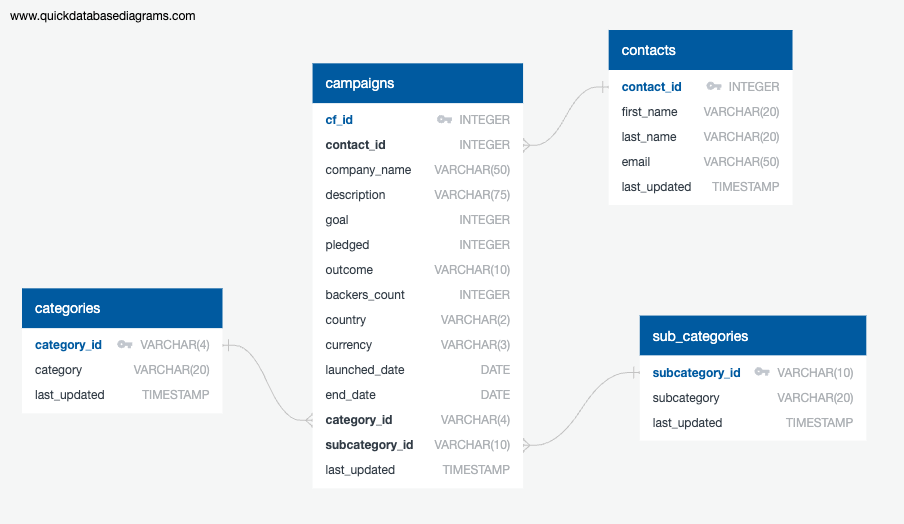 www.quickdatabasediagrams.com
campaigns
cf_id INTEGER
contact_id INTEGER
company_name VARCHAR(50)
description VARCHAR(75)
goal INTEGER
pledged INTEGER
outcome VARCHAR(10)
backers_count INTEGER
country VARCHAR(2)
currency VARCHAR(3)
launched_date DATE
end_date DATE
category_id VARCHAR(4)
subcategory_id VARCHAR(10)
last_updated TIMESTAMP
contacts
contact_id INTEGER
first_name VARCHAR(20)
last_name VARCHAR(20)
email VARCHAR(50)
last_updated TIMESTAMP
categories
category_id VARCHAR(4)
category VARCHAR(20)
last_updated TIMESTAMP
sub_categories
subcategory_id VARCHAR(10)
subcategory VARCHAR(20)
last_updated TIMESTAMP